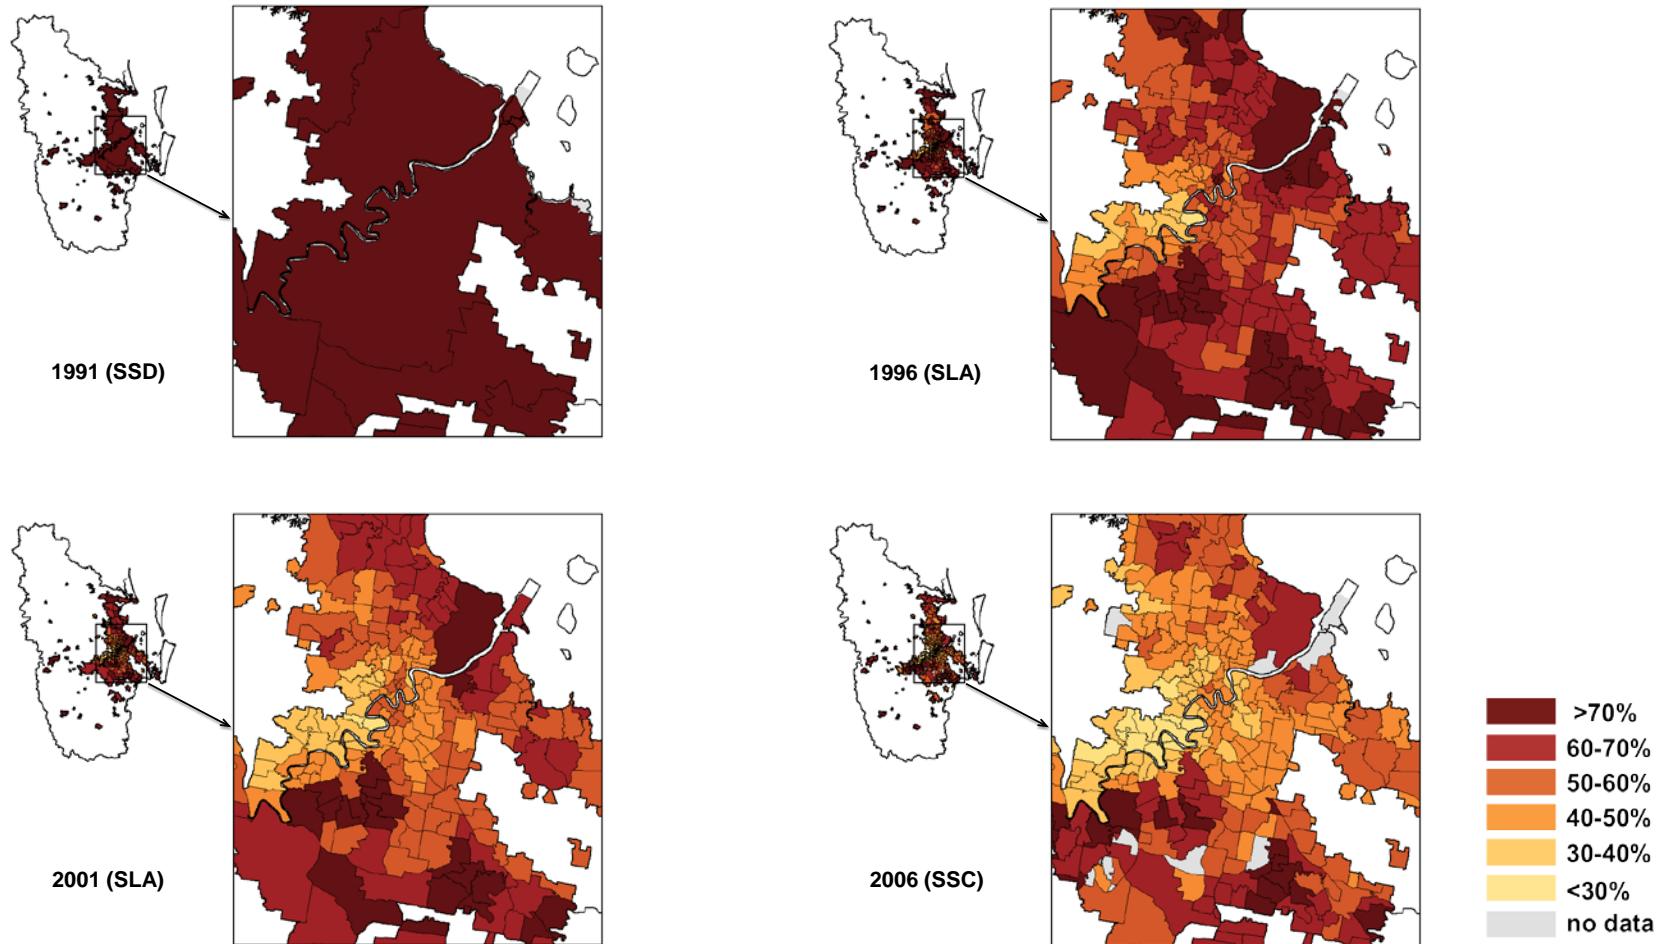 1991 (SSD)
1996 (SLA)
2001 (SLA)
2006 (SSC)
>70%
60-70%
50-60%
40-50%
30-40%
<30%
no data